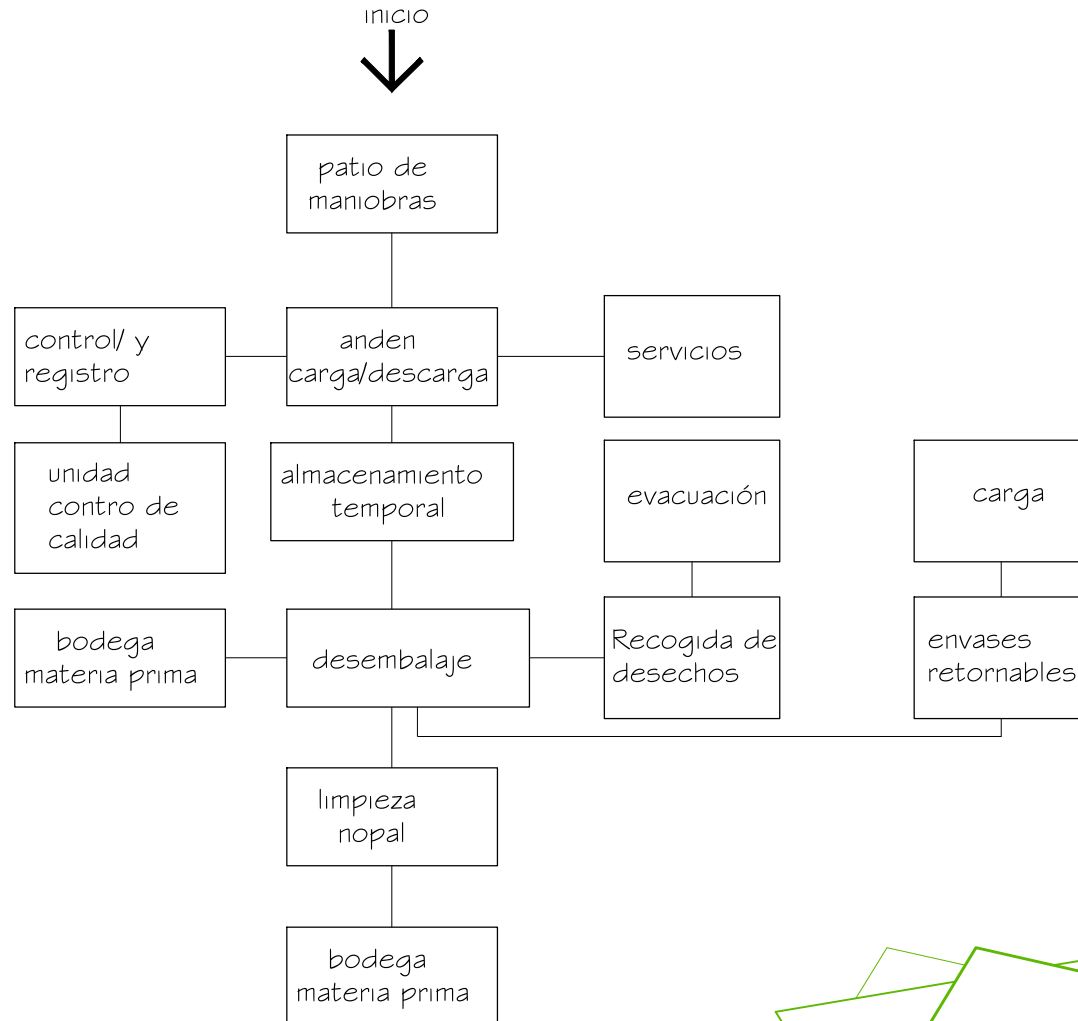 inicio
patio de
maniobras
control/ y
registro
anden
carga/descarga
servicios
unidad
contro de
calidad
almacenamiento
temporal
evacuación
carga
bodega
materia prima
desembalaje
Recogida de
desechos
envases
retornables
limpieza
nopal
bodega
materia prima